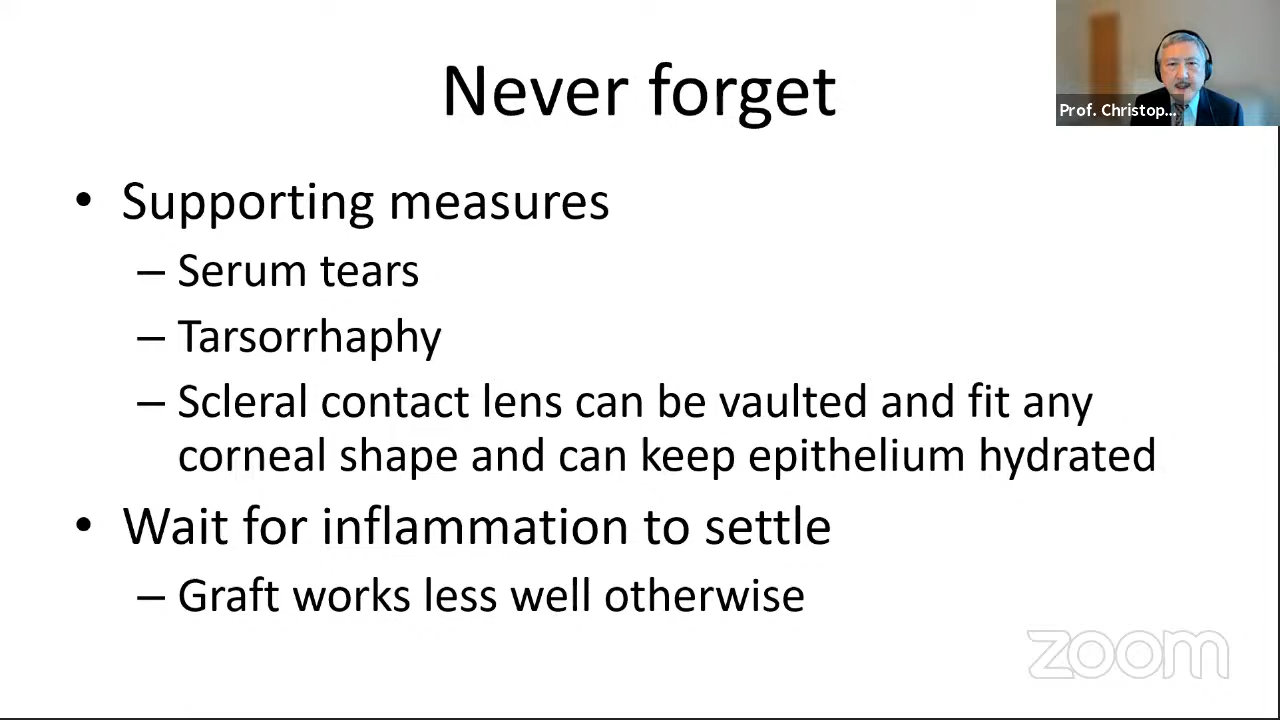 Never forget
Prof. Christop...
• Supporting measures
– Serum tears
– Tarsorrhaphy
– Scleral contact lens can be vaulted and fit any
corneal shape and can keep epithelium hydrated
• Wait for inflammation to settle
– Graft works less well otherwise
zoom